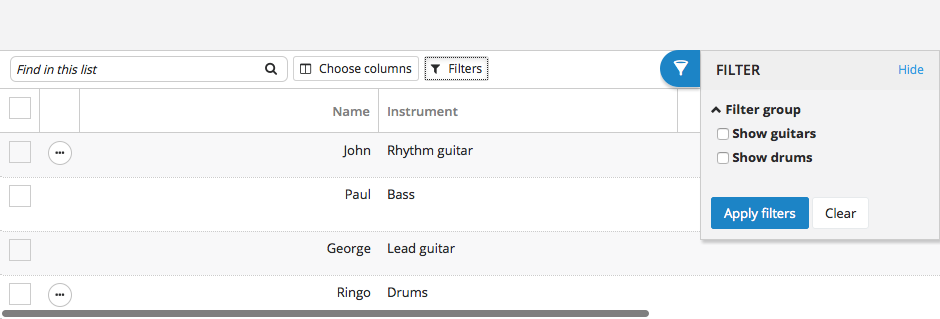 Find in this list
Choose columns
Filters
FILTER
Hide
Name Instrument
Filter group
Show guitars
Show drums
John Rhythm guitar
Paul Bass
George Lead guitar
Ringo Drums
Apply filters
Clear